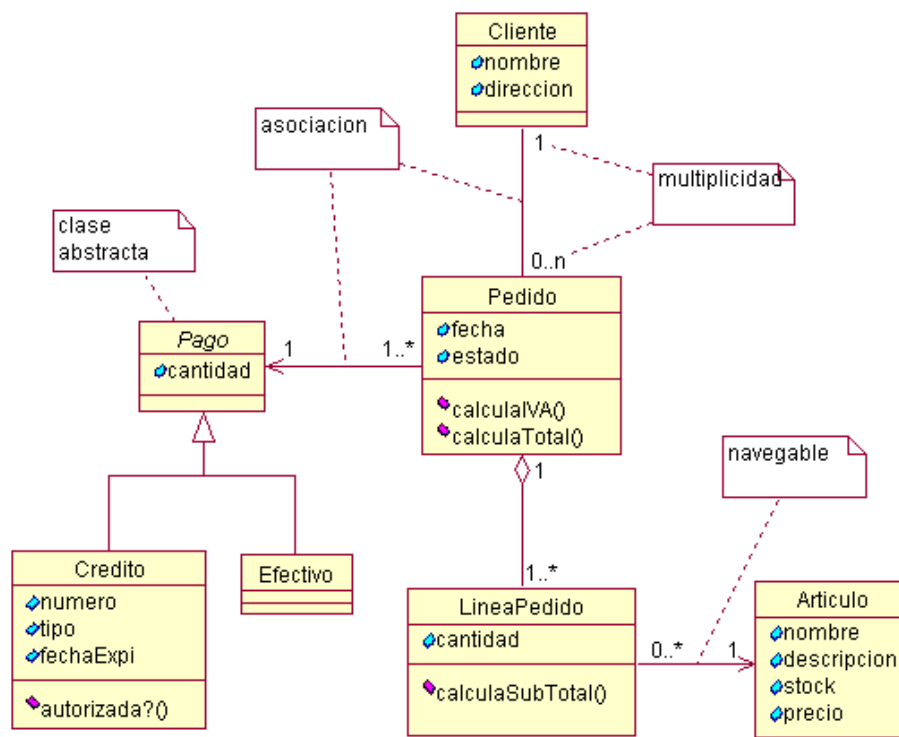 Cliente
nombre
direccion
asociacion
1
multiplicidad
clase
abstracta
0..n
Pedido
fecha
estado
calculaIVA()
calculaTotal()
Pago
cantidad
1
1..*
1
navegable
Credito
numero
tipo
fechaExpi
autorizada?()
Efectivo
1..*
LineaPedido
cantidad
calculaSubTotal()
0..*
1
Articulo
nombre
descripcion
stock
precio